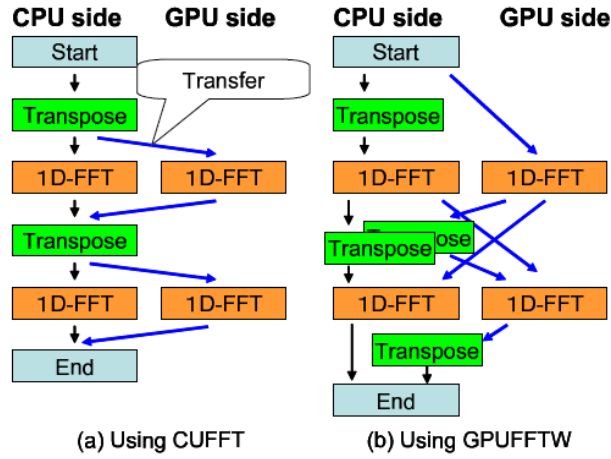 CPU side GPU side CPU side GPU side
Start Start
Transfer
Transpose Transpose
1D-FFT 1D-FFT 1D-FFT 1D-FFT
Transpose Transpose Transpose
1D-FFT 1D-FFT 1D-FFT 1D-FFT
Transpose
End End
(a) Using CUFFT (b) Using GPUFFTW